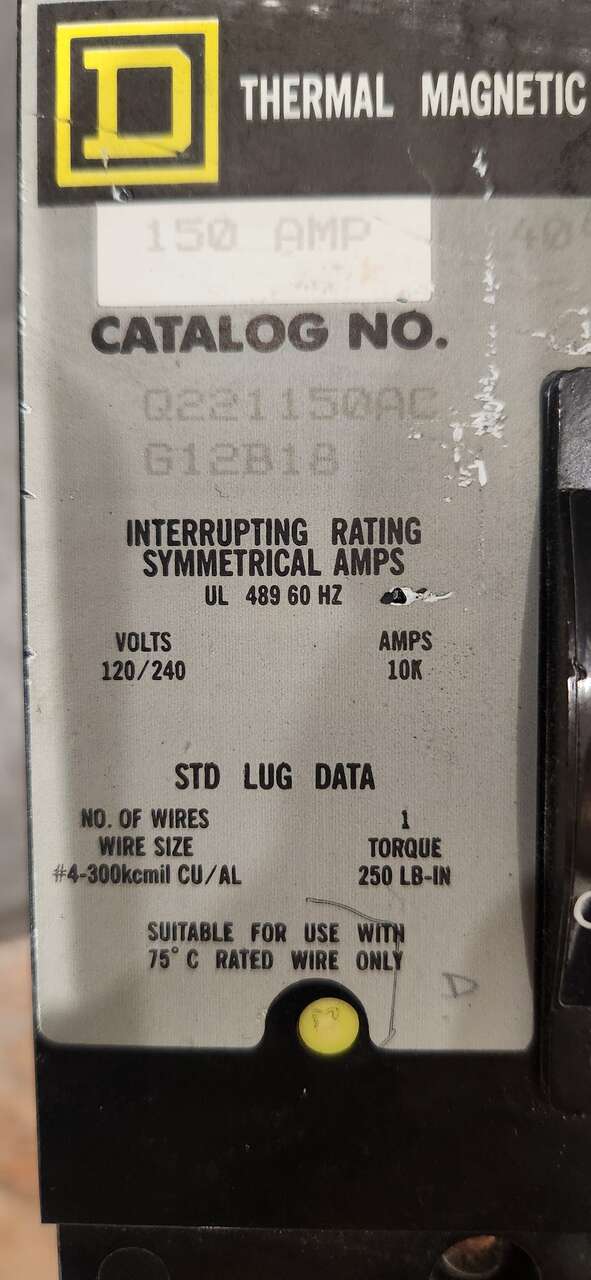 D
THERMAL MAGNETIC
150 AMP
CATALOG NO.
Q221150AC
G12B18
INTERRUPTING RATING
SYMMETRICAL AMPS
UL 489 60 HZ
VOLTS AMPS
120/240 10K
STD LUG DATA
NO. OF WIRES 1
WIRE SIZE TORQUE
#4-300kcmil CU/AL 250 LB-IN
SUITABLE FOR USE WITH
75° C RATED WIRE ONLY
D